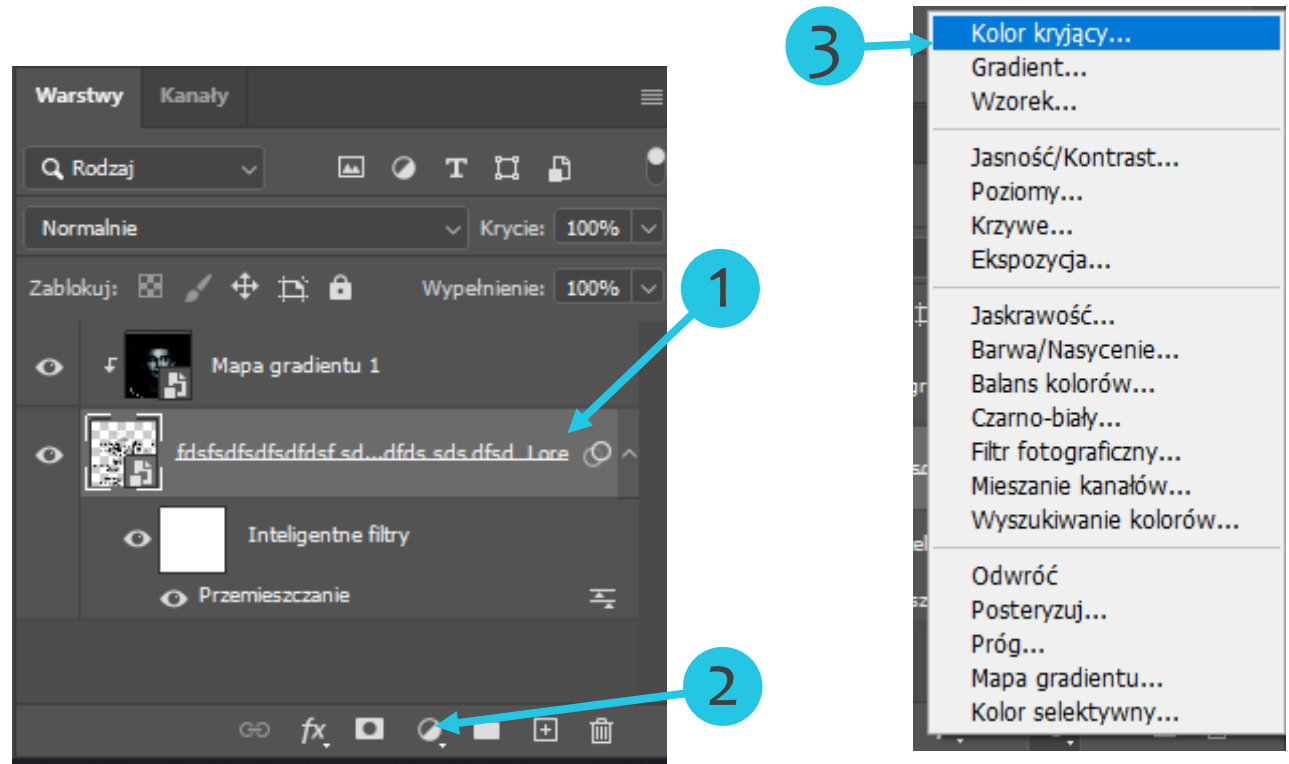 Warstwy Kanały
Rodzaj
Normalnie Krycie: 100%
Zablokuj: Wypełnienie: 100%
1
Mapa gradientu 1
fdsfsdfsdfsdfdsf sd...dfds sds dfsd Lore
Inteligentne filtry
Przemieszczanie
2
fx
3
Kolor kryjący...
Gradient...
Wzorek...
Jasność/Kontrast...
Poziomy...
Krzywe...
Ekspozycja...
Jaskrawość...
Barwa/Nasycenie...
Balans kolorów...
Czarno-biały...
Filtr fotograficzny...
Mieszanie kanałów...
Wyszukiwanie kolorów...
Odwróć
Posteryzuj...
Próg...
Mapa gradientu...
Kolor selektywny...